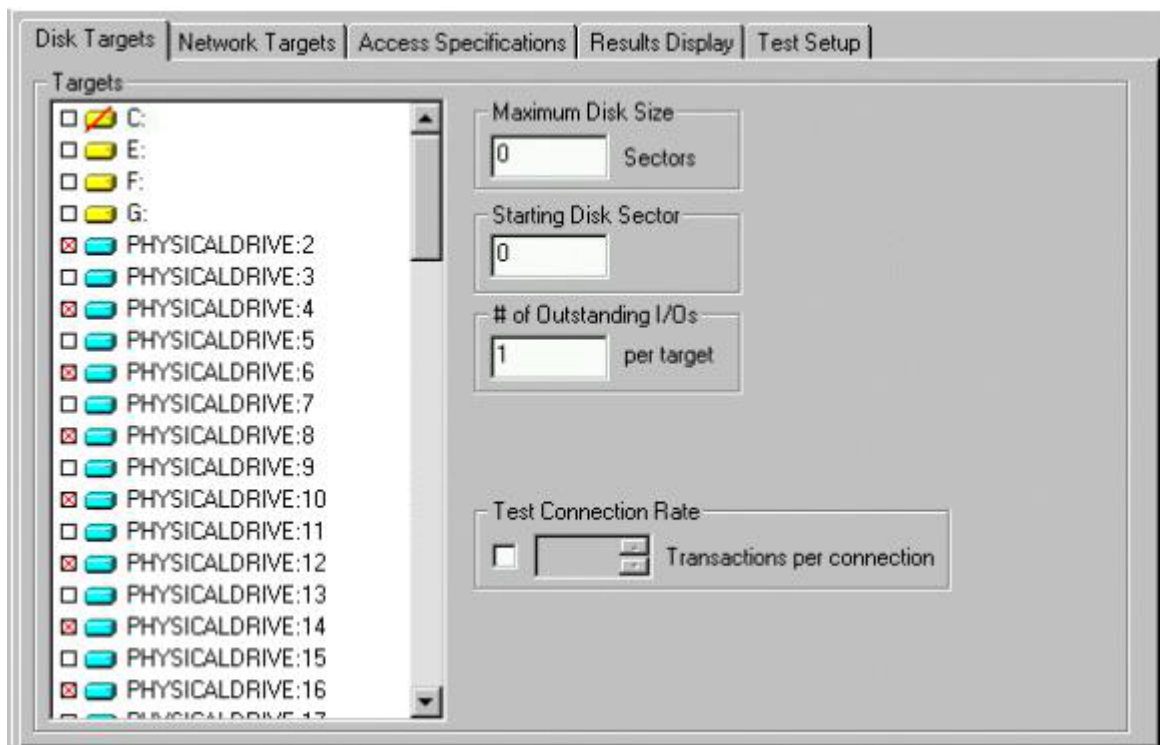 Disk Targets
Network Targets
Access Specifications
Results Display
Test Setup
Targets
C:
E:
F:
G:
PHYSICALDRIVE:2
PHYSICALDRIVE:3
PHYSICALDRIVE:4
PHYSICALDRIVE:5
PHYSICALDRIVE:6
PHYSICALDRIVE:7
PHYSICALDRIVE:8
PHYSICALDRIVE:9
PHYSICALDRIVE:10
PHYSICALDRIVE:11
PHYSICALDRIVE:12
PHYSICALDRIVE:13
PHYSICALDRIVE:14
PHYSICALDRIVE:15
PHYSICALDRIVE:16
PHYSICALDRIVE:17
Maximum Disk Size
0 Sectors
Starting Disk Sector
0
# of Outstanding I/Os
1 per target
Test Connection Rate
Transactions per connection